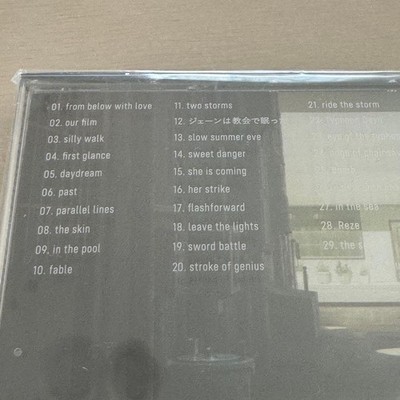 01. from below with love
02. our film
03. silly walk
04. first glance
05. daydream
06. past
07. parallel lines
08. the skin
09. in the pool
10. fable
11. two storms
12. ジェーンは教会で眠っ
13. slow summer eve
14. sweet danger
15. she is coming
16. her strike
17. flashforward
18. leave the lights
19. sword battle
20. stroke of genius
21. ride the storm
27. in the sea
28. Reze
29. the